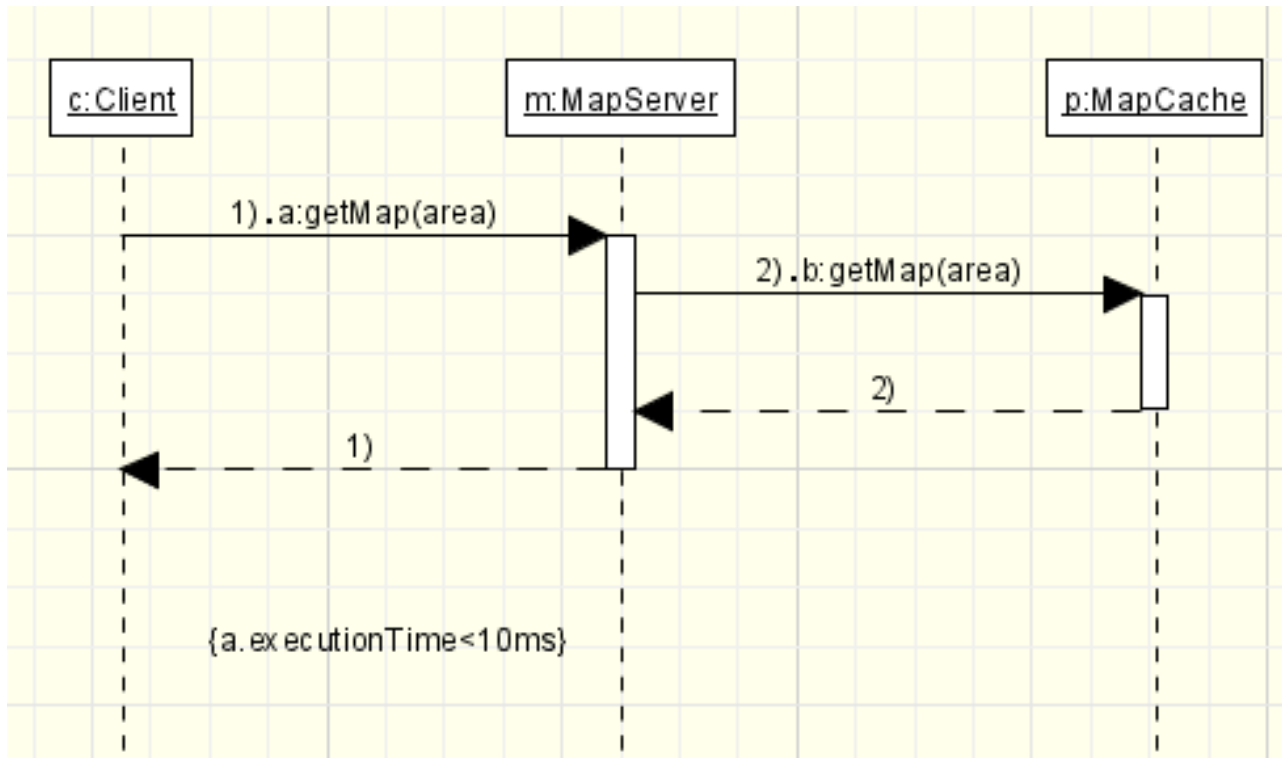 c:Client
m:MapServer
p:MapCache
1).a:getMap(area)
2).b:getMap(area)
2)
1)
{a.executionTime<10ms}